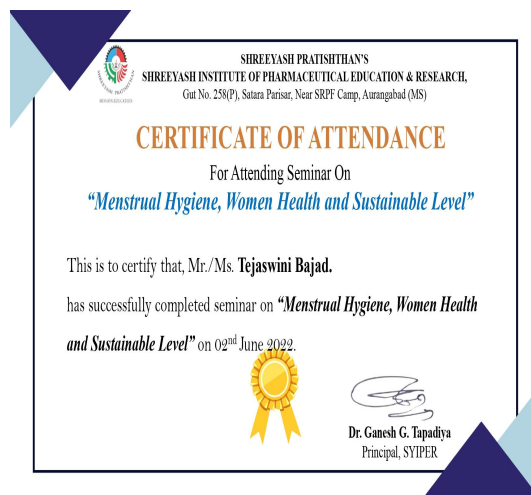 SHREEYASH PRATISHTHAN'S
SHREEYASH INSTITUTE OF PHARMACEUTICAL EDUCATION & RESEARCH,
Gut No. 258(P), Satara Parisar, Near SRPF Camp, Aurangabad (MS)
CERTIFICATE OF ATTENDANCE
For Attending Seminar On
“Menstrual Hygiene, Women Health and Sustainable Level”
This is to certify that, Mr./Ms. Tejaswini Bajad.
has successfully completed seminar on “Menstrual Hygiene, Women Health
and Sustainable Level” on 02nd June 2022.
Dr. Ganesh G. Tapadiya
Principal, SYIPER